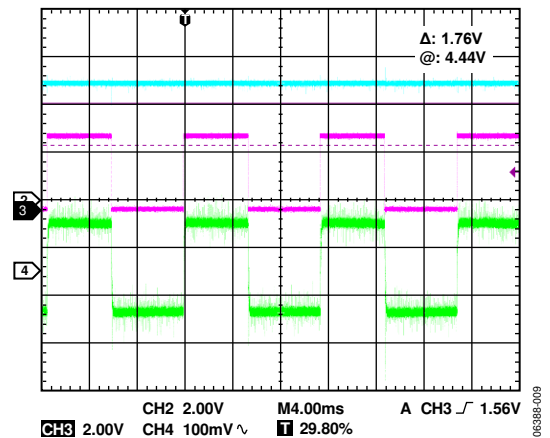 T
Δ: 1.76V
@: 4.44V
2
3
4
CH2 2.00V M4.00ms A CH3 1.56V
CH3 2.00V CH4 100mV∿ T 29.80%
06388-009